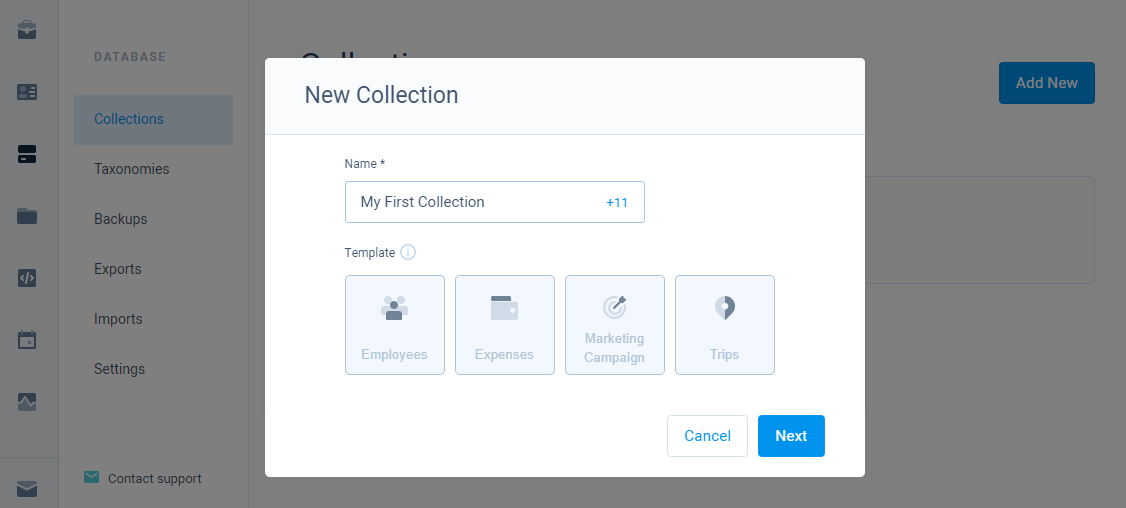 DATABASE
Collections
Taxonomies
Backups
Exports
Imports
Settings
Contact support
Add New
New Collection
Name *
My First Collection +11
Template
Employees
Expenses
Marketing
Campaign
Trips
Cancel
Next